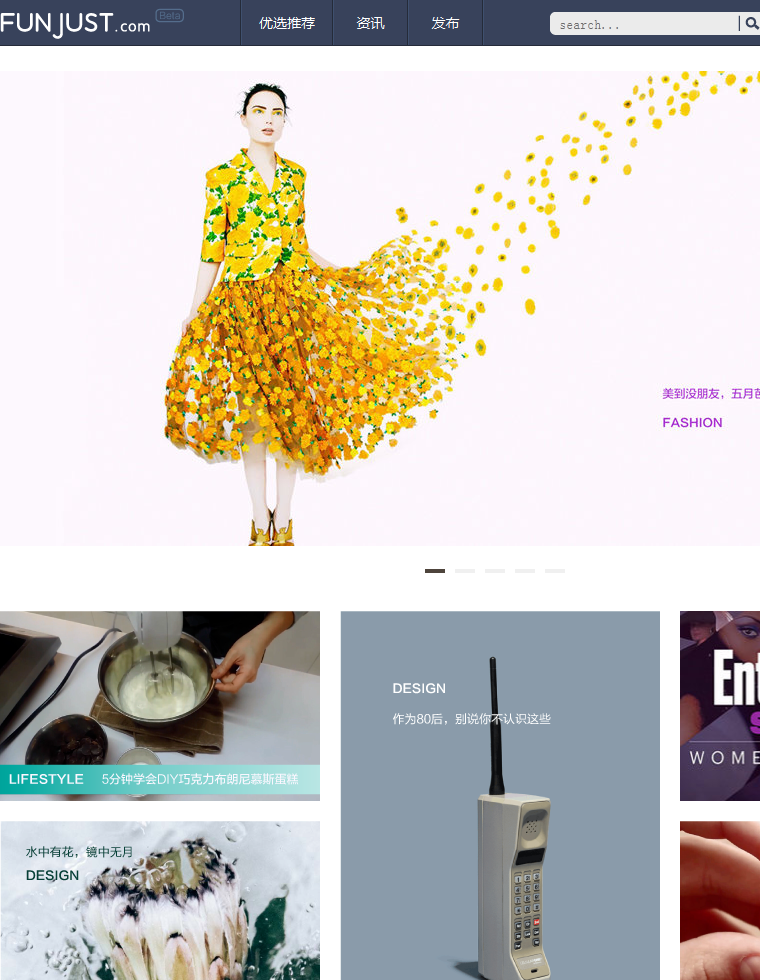 FUNJUST.com Beta
优选推荐 资讯 发布
search...
美到没朋友，五月
FASHION
LIFESTYLE 5分钟学会DIY巧克力布朗尼慕斯蛋糕
DESIGN
作为80后，别说你不认识这些
WOME
水中有花，镜中无月
DESIGN